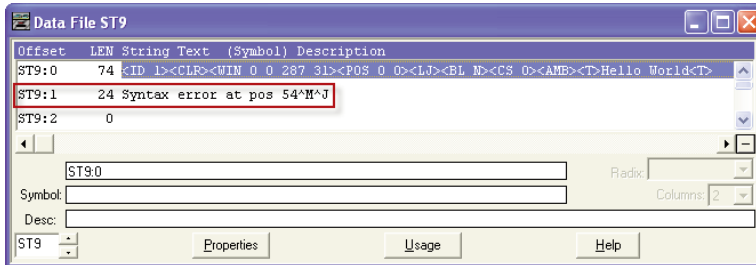 Data File ST9
Offset LEN String Text (Symbol) Description
ST9:0 74 <ID 1><CLR><WIN 0 0 287 31><POS 0 0><LJ><BL N><CS 0><AMB><T>Hello World<T>
ST9:1 24 Syntax error at pos 54^M^J
ST9:2 0
ST9:0
Radix:
Symbol:
Columns: 2
Desc:
ST9 Properties Usage Help